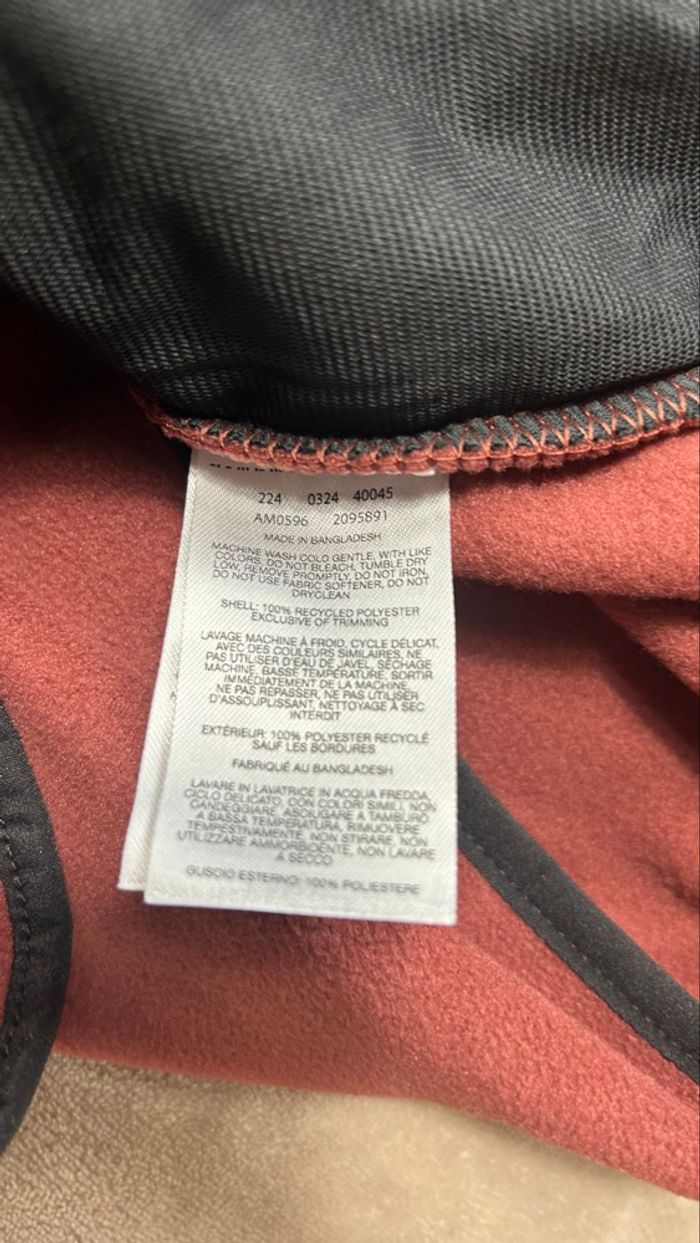 224 0324 40045
AM0596 2095891
MADE IN BANGLADESH
MACHINE WASH COLD GENTLE, WITH LIKE
COLORS, DO NOT BLEACH, TUMBLE DRY
LOW, REMOVE PROMPTLY, DO NOT IRON,
DO NOT USE FABRIC SOFTENER, DO NOT
DRYCLEAN
SHELL: 100% RECYCLED POLYESTER
EXCLUSIVE OF TRIMMING
LAVAGE MACHINE À FROID, CYCLE DÉLICAT,
AVEC DES COULEURS SIMILAIRES, NE
PAS UTILISER D'EAU DE JAVEL, SÉCHAGE
MACHINE, BASSE TEMPÉRATURE, SORTIR
IMMÉDIATEMENT DE LA MACHINE,
NE PAS REPASSER, NE PAS UTILISER
D'ASSOUPLISSANT, NETTOYAGE À SEC
INTERDIT
EXTÉRIEUR: 100% POLYESTER RECYCLÉ
SAUF LES BORDURES
FABRIQUÉ AU BANGLADESH
LAVARE IN LAVATRICE IN ACQUA FREDDA,
CICLO DELICATO, CON COLORI SIMILI, NON
CANDEGGIARE, ASCIUGARE A TAMBURO
A BASSA TEMPERATURA, RIMUOVERE
TEMPESTIVAMENTE, NON STIRARE, NON
UTILIZZARE AMMORBIDENTE, NON LAVARE
A SECCO
GUSCIO ESTERNO: 100% POLIESTERE